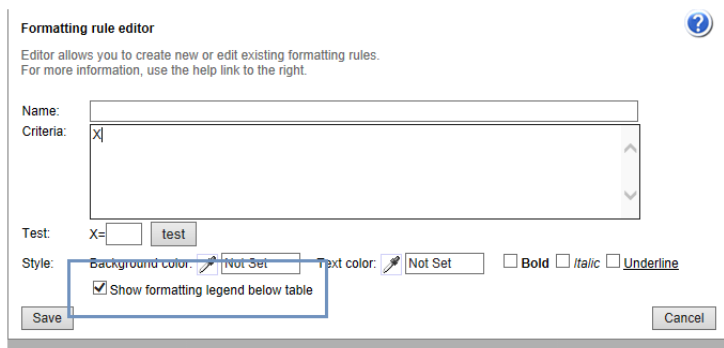 Formatting rule editor
?
Editor allows you to create new or edit existing formatting rules.
For more information, use the help link to the right.
Name:
Criteria:
X
Test: X= test
Style: Background color: Not Set Text color: Not Set Bold Italic Underline
Show formatting legend below table
Save Cancel